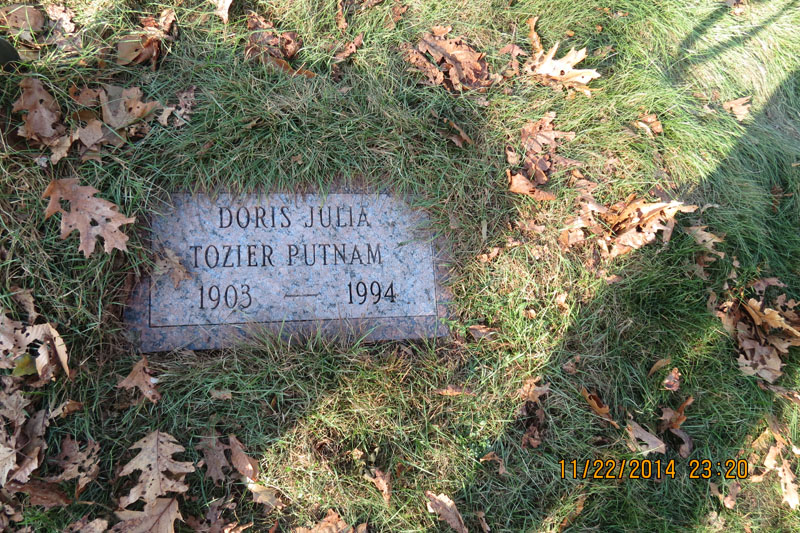 DORIS JULIA
TOZIER PUTNAM
1903 — 1994
11/22/2014 23:20